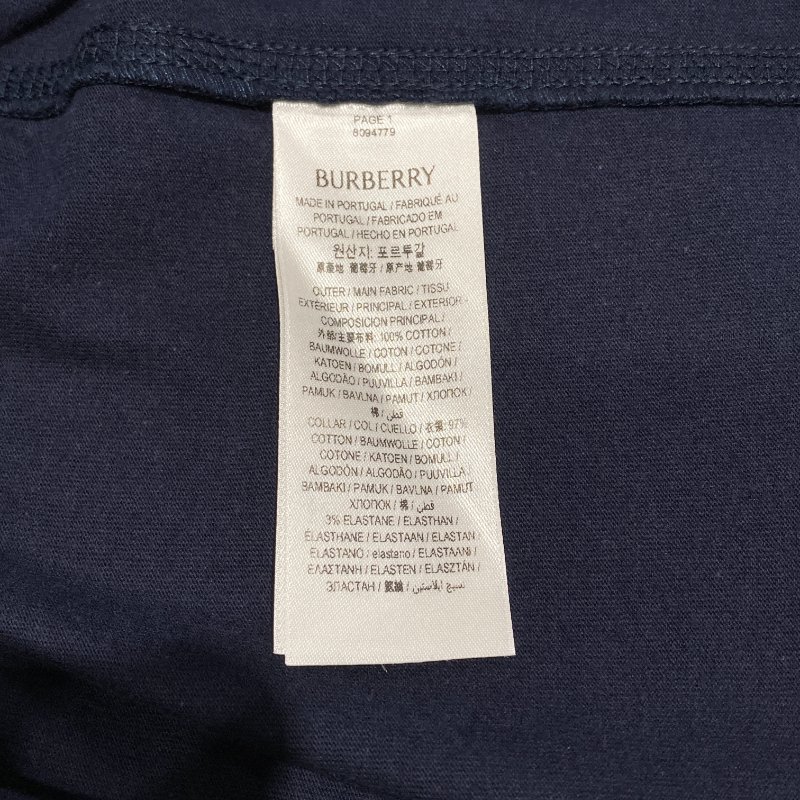 PAGE 1
8094779
BURBERRY
MADE IN PORTUGAL / FABRIQUÉ AU
PORTUGAL / FABRICADO EM
PORTUGAL / HECHO EN PORTUGAL
원산지: 포르투갈
原產地 葡萄牙 / 原产地 葡萄牙
OUTER / MAIN FABRIC / TISSU
EXTÉRIEUR / PRINCIPAL / EXTERIOR -
COMPOSICIÓN PRINCIPAL /
外部/主要布料: 100% COTTON /
BAUMWOLLE / COTON / COTONE /
KATOEN / BOMULL / ALGODÓN /
ALGODÃO / PUUVILLA / BAMBAKI /
PAMUK / BAVLNA / PAMUT / ХЛОПОК /
棉 / قطن /
COLLAR / COL / CUELLO / 衣領: 97%
COTTON / BAUMWOLLE / COTON /
COTONE / KATOEN / BOMULL /
ALGODÓN / ALGODÃO / PUUVILLA /
BAMBAKI / PAMUK / BAVLNA / PAMUT
ХЛОПОК / 棉 / قطن /
3% ELASTANE / ELASTHAN /
ÉLASTHANNE / ELASTAAN / ELASTAN /
ELASTANO / elastano / ELASTAANI /
ΕΛΑΣΤΑΝΗ / ELASTEN / ELASZTÁN /
ЭЛАСТАН / 氨綸 / نسيج ايلاستين /